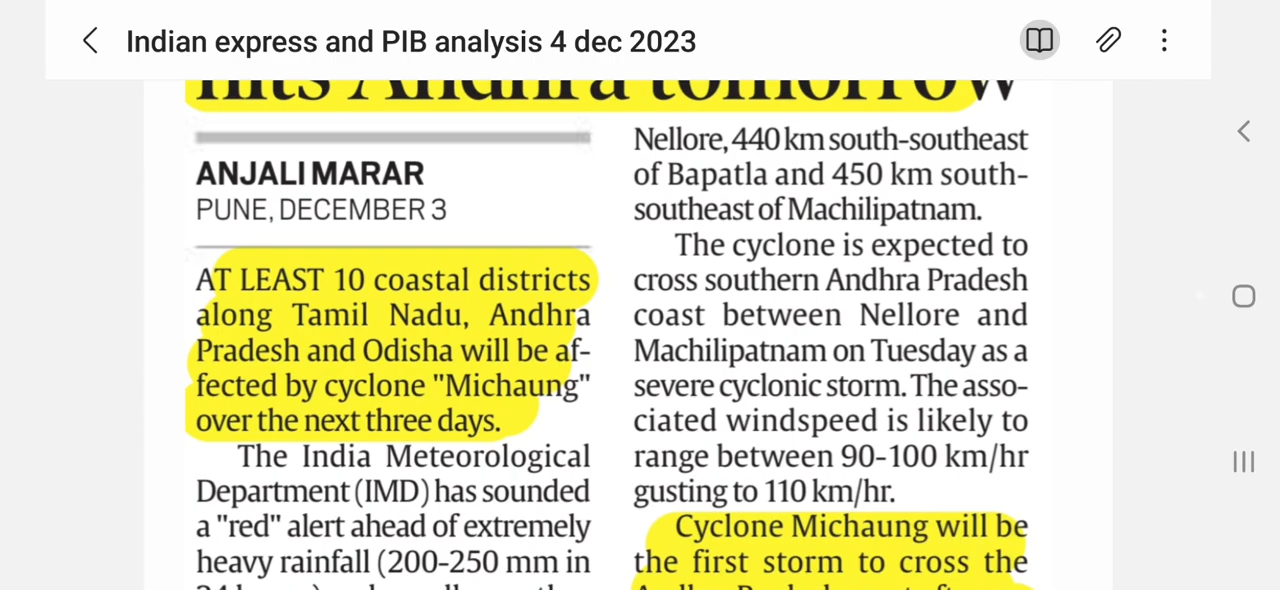 Indian express and PIB analysis 4 dec 2023
hits Andhra tomorrow
ANJALI MARAR
PUNE, DECEMBER 3
AT LEAST 10 coastal districts
along Tamil Nadu, Andhra
Pradesh and Odisha will be af-
fected by cyclone "Michaung"
over the next three days.
The India Meteorological
Department (IMD) has sounded
a "red" alert ahead of extremely
heavy rainfall (200-250 mm in
Nellore, 440 km south-southeast
of Bapatla and 450 km south-
southeast of Machilipatnam.
The cyclone is expected to
cross southern Andhra Pradesh
coast between Nellore and
Machilipatnam on Tuesday as a
severe cyclonic storm. The asso-
ciated windspeed is likely to
range between 90-100 km/hr
gusting to 110 km/hr.
Cyclone Michaung will be
the first storm to cross the